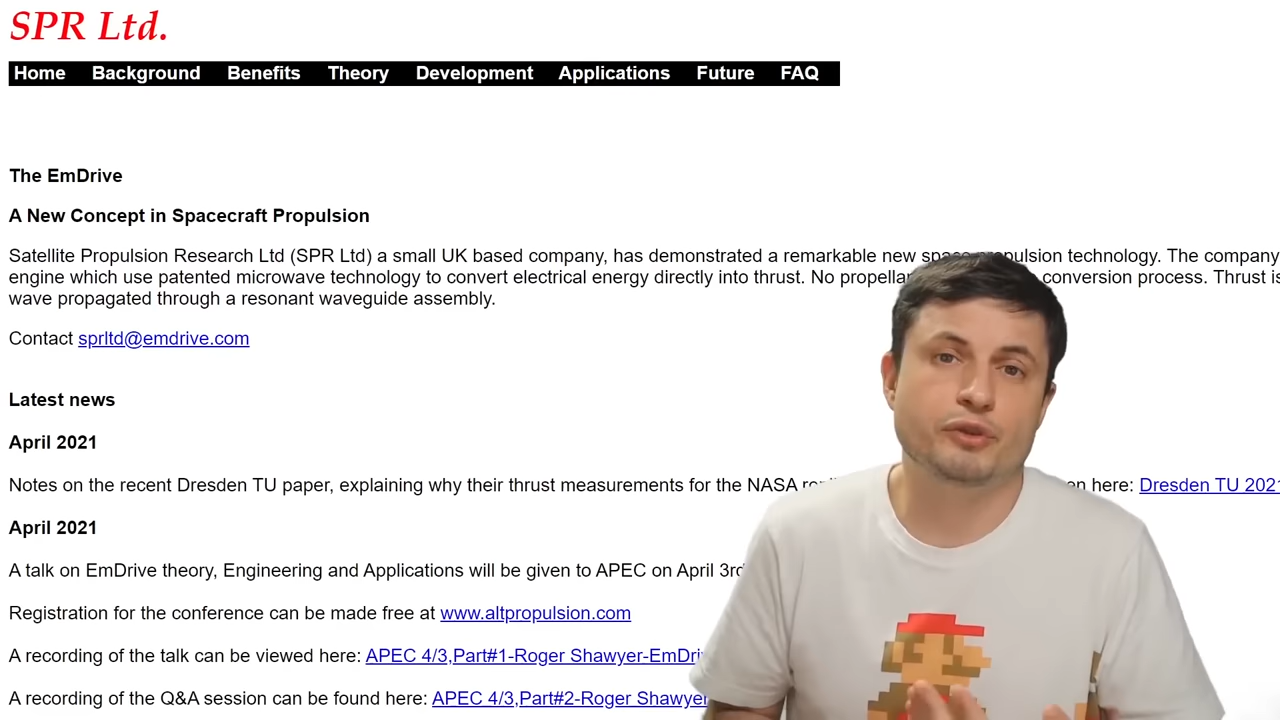 SPR Ltd.
Home Background Benefits Theory Development Applications Future FAQ
The EmDrive
A New Concept in Spacecraft Propulsion
Satellite Propulsion Research Ltd (SPR Ltd) a small UK based company, has demonstrated a remarkable new space propulsion technology. The company
engine which use patented microwave technology to convert electrical energy directly into thrust. No conversion process. Thrust is
wave propagated through a resonant waveguide assembly.
Contact sprltd@emdrive.com
Latest news
April 2021
Notes on the recent Dresden TU paper, explaining why their thrust measurements for the NASA here: Dresden TU 2021
April 2021
A talk on EmDrive theory, Engineering and Applications will be given to APEC on April 3rd
Registration for the conference can be made free at www.altpropulsion.com
A recording of the talk can be viewed here: APEC 4/3,Part#1-Roger Shawyer-EmDri
A recording of the Q&A session can be found here: APEC 4/3,Part#2-Roger Shawyer